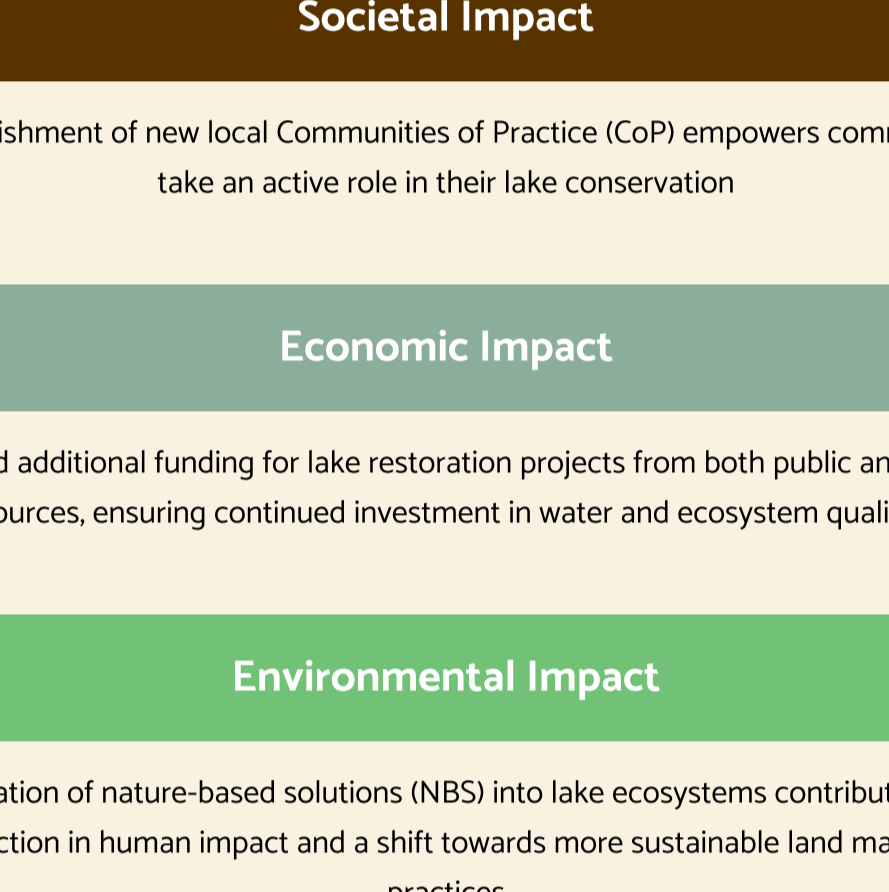 Societal Impact
ishment of new local Communities of Practice (CoP) empowers com
take an active role in their lake conservation
Economic Impact
d additional funding for lake restoration projects from both public an
ources, ensuring continued investment in water and ecosystem quali
Environmental Impact
ation of nature-based solutions (NBS) into lake ecosystems contribut
ction in human impact and a shift towards more sustainable land ma
practices